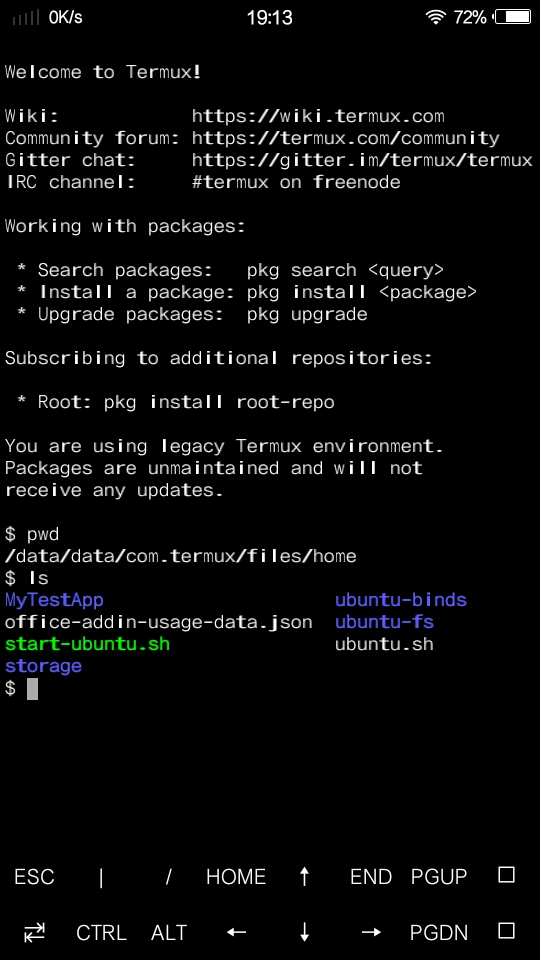 0K/s 19:13 72%
Welcome to Termux!
Wiki: https://wiki.termux.com
Community forum: https://termux.com/community
Gitter chat: https://gitter.im/termux/termux
IRC channel: #termux on freenode
Working with packages:
* Search packages: pkg search <query>
* Install a package: pkg install <package>
* Upgrade packages: pkg upgrade
Subscribing to additional repositories:
* Root: pkg install root-repo
You are using legacy Termux environment.
Packages are unmaintained and will not
receive any updates.
$ pwd
/data/data/com.termux/files/home
$ ls
MyTestApp ubuntu-binds
office-addin-usage-data.json ubuntu-fs
start-ubuntu.sh ubuntu.sh
storage
$
ESC | / HOME ↑ END PGUP □
⇄ CTRL ALT ← ↓ → PGDN □